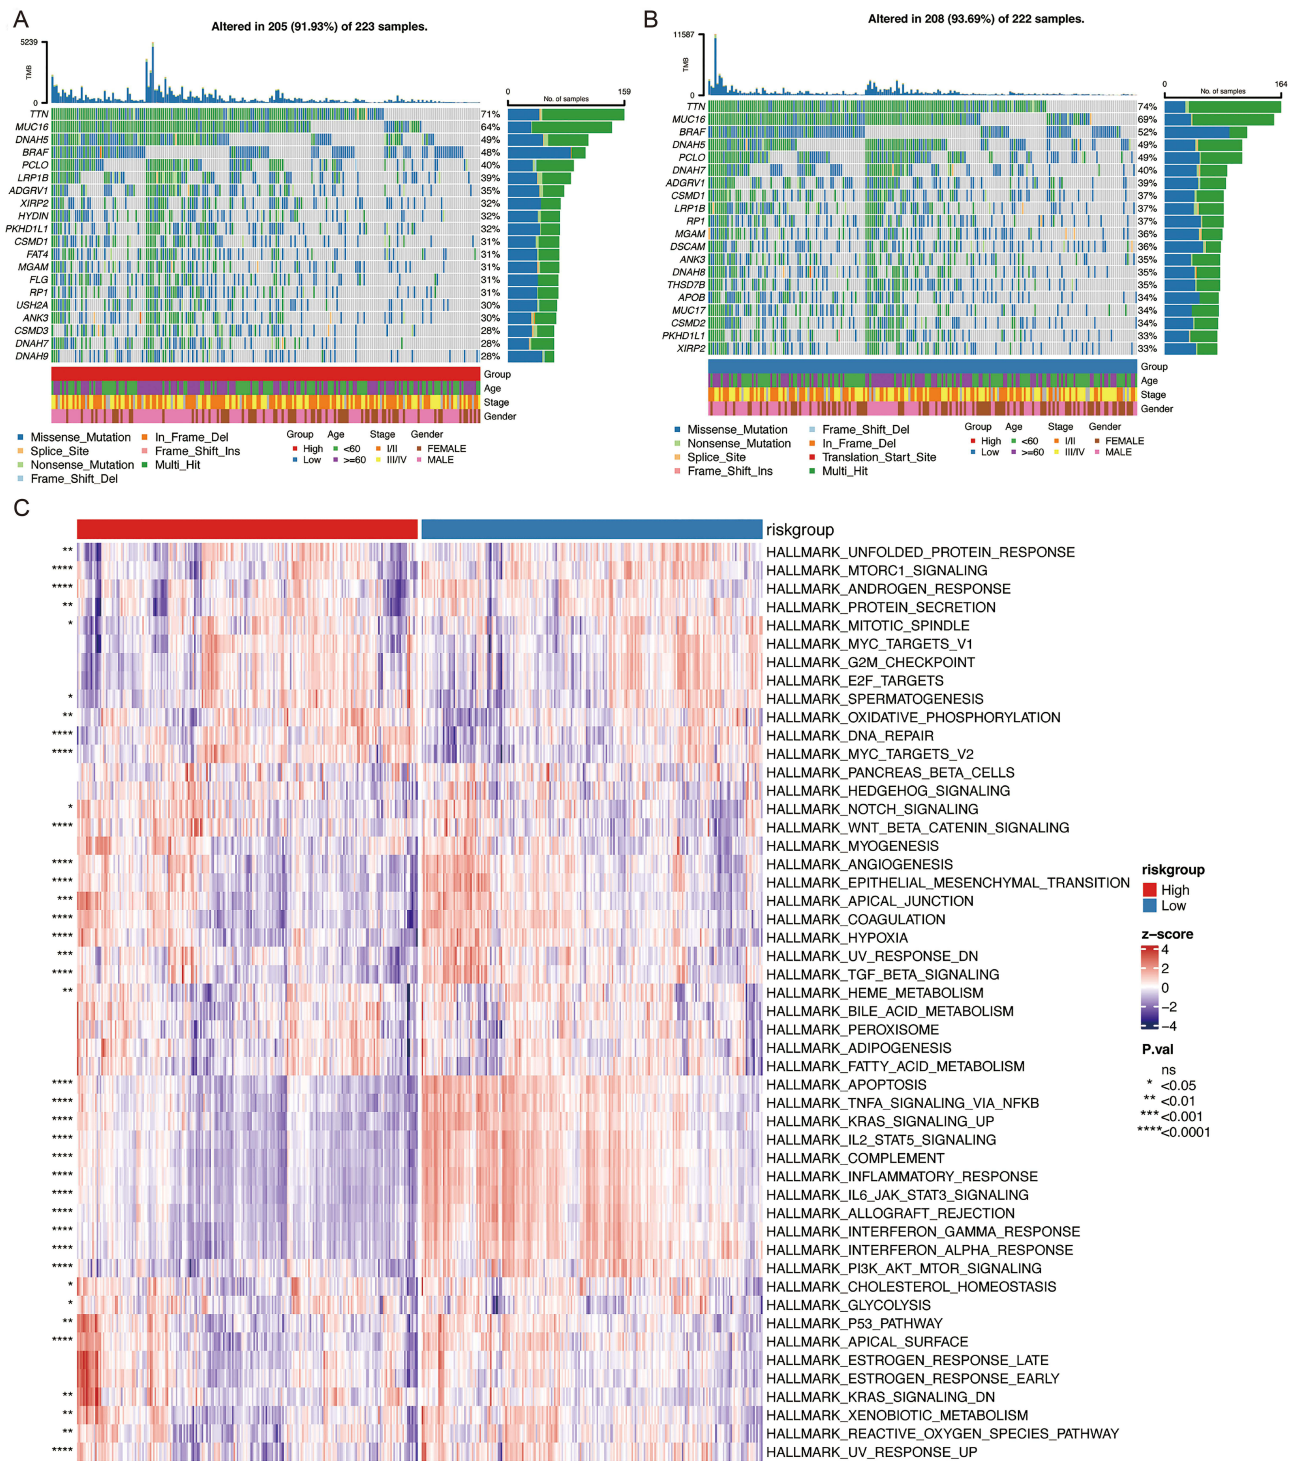 A
Altered in 205 (91.93%) of 223 samples.
5239
TMB
0
0
No. of samples
159
TTN 71%
MUC16 64%
DNAH5 49%
BRAF 48%
PCLO 40%
LRP1B 39%
ADGRV1 35%
XIRP2 32%
HYDIN 32%
PKHD1L1 32%
CSMD1 31%
FAT4 31%
MGAM 31%
FLG 31%
RP1 31%
USH2A 30%
ANK3 30%
CSMD3 28%
DNAH7 28%
DNAH9 28%
Group
Age
Stage
Gender
Missense_Mutation
Splice_Site
Nonsense_Mutation
Frame_Shift_Del
In_Frame_Del
Frame_Shift_Ins
Multi_Hit
Group Age Stage Gender
High <60 I/II FEMALE
Low >=60 III/IV MALE
B
Altered in 208 (93.69%) of 222 samples.
11587
TMB
0
0
No. of samples
164
TTN 74%
MUC16 69%
BRAF 52%
DNAH5 49%
PCLO 49%
DNAH7 40%
ADGRV1 39%
CSMD1 37%
LRP1B 37%
RP1 37%
MGAM 36%
DSCAM 36%
ANK3 35%
DNAH8 35%
THSD7B 35%
APOB 34%
MUC17 34%
CSMD2 34%
PKHD1L1 33%
XIRP2 33%
Group
Age
Stage
Gender
Missense_Mutation
Nonsense_Mutation
Splice_Site
Frame_Shift_Ins
Frame_Shift_Del
In_Frame_Del
Translation_Start_Site
Multi_Hit
Group Age Stage Gender
High <60 I/II FEMALE
Low >=60 III/IV MALE
C
riskgroup
** HALLMARK_UNFOLDED_PROTEIN_RESPONSE
**** HALLMARK_MTORC1_SIGNALING
**** HALLMARK_ANDROGEN_RESPONSE
** HALLMARK_PROTEIN_SECRETION
* HALLMARK_MITOTIC_SPINDLE
HALLMARK_MYC_TARGETS_V1
HALLMARK_G2M_CHECKPOINT
HALLMARK_E2F_TARGETS
* HALLMARK_SPERMATOGENESIS
** HALLMARK_OXIDATIVE_PHOSPHORYLATION
**** HALLMARK_DNA_REPAIR
**** HALLMARK_MYC_TARGETS_V2
HALLMARK_PANCREAS_BETA_CELLS
HALLMARK_HEDGEHOG_SIGNALING
* HALLMARK_NOTCH_SIGNALING
**** HALLMARK_WNT_BETA_CATENIN_SIGNALING
HALLMARK_MYOGENESIS
**** HALLMARK_ANGIOGENESIS
**** HALLMARK_EPITHELIAL_MESENCHYMAL_TRANSITION
*** HALLMARK_APICAL_JUNCTION
**** HALLMARK_COAGULATION
**** HALLMARK_HYPOXIA
*** HALLMARK_UV_RESPONSE_DN
**** HALLMARK_TGF_BETA_SIGNALING
** HALLMARK_HEME_METABOLISM
HALLMARK_BILE_ACID_METABOLISM
HALLMARK_PEROXISOME
HALLMARK_ADIPOGENESIS
HALLMARK_FATTY_ACID_METABOLISM
**** HALLMARK_APOPTOSIS
**** HALLMARK_TNFA_SIGNALING_VIA_NFKB
**** HALLMARK_KRAS_SIGNALING_UP
**** HALLMARK_IL2_STAT5_SIGNALING
**** HALLMARK_COMPLEMENT
**** HALLMARK_INFLAMMATORY_RESPONSE
**** HALLMARK_IL6_JAK_STAT3_SIGNALING
**** HALLMARK_ALLOGRAFT_REJECTION
**** HALLMARK_INTERFERON_GAMMA_RESPONSE
**** HALLMARK_INTERFERON_ALPHA_RESPONSE
**** HALLMARK_PI3K_AKT_MTOR_SIGNALING
* HALLMARK_CHOLESTEROL_HOMEOSTASIS
* HALLMARK_GLYCOLYSIS
** HALLMARK_P53_PATHWAY
**** HALLMARK_APICAL_SURFACE
HALLMARK_ESTROGEN_RESPONSE_LATE
HALLMARK_ESTROGEN_RESPONSE_EARLY
** HALLMARK_KRAS_SIGNALING_DN
** HALLMARK_XENOBIOTIC_METABOLISM
** HALLMARK_REACTIVE_OXYGEN_SPECIES_PATHWAY
**** HALLMARK_UV_RESPONSE_UP
riskgroup
High
Low
z-score
4
2
0
-2
-4
P.val
ns
* <0.05
** <0.01
*** <0.001
**** <0.0001